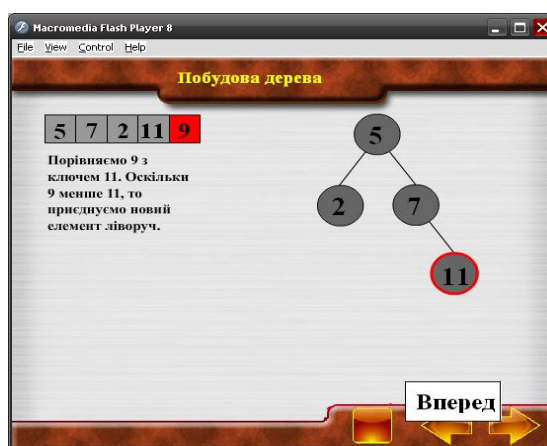 Macromedia Flash Player 8
File View Control Help
Побудова дерева
5 7 2 11 9
Порівняємо 9 з
ключем 11. Оскільки
9 менше 11, то
приєднуємо новий
елемент ліворуч.
5
2 7
11
Вперед